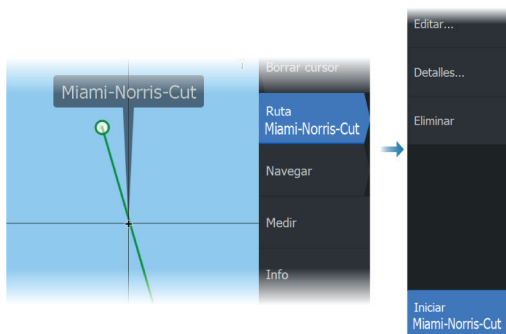 Miami-Norris-Cut
Borrar cursor
Ruta
Miami-Norris-Cut
Navegar
Medir
Info
Editar...
Detalles...
Eliminar
Iniciar
Miami-Norris-Cut